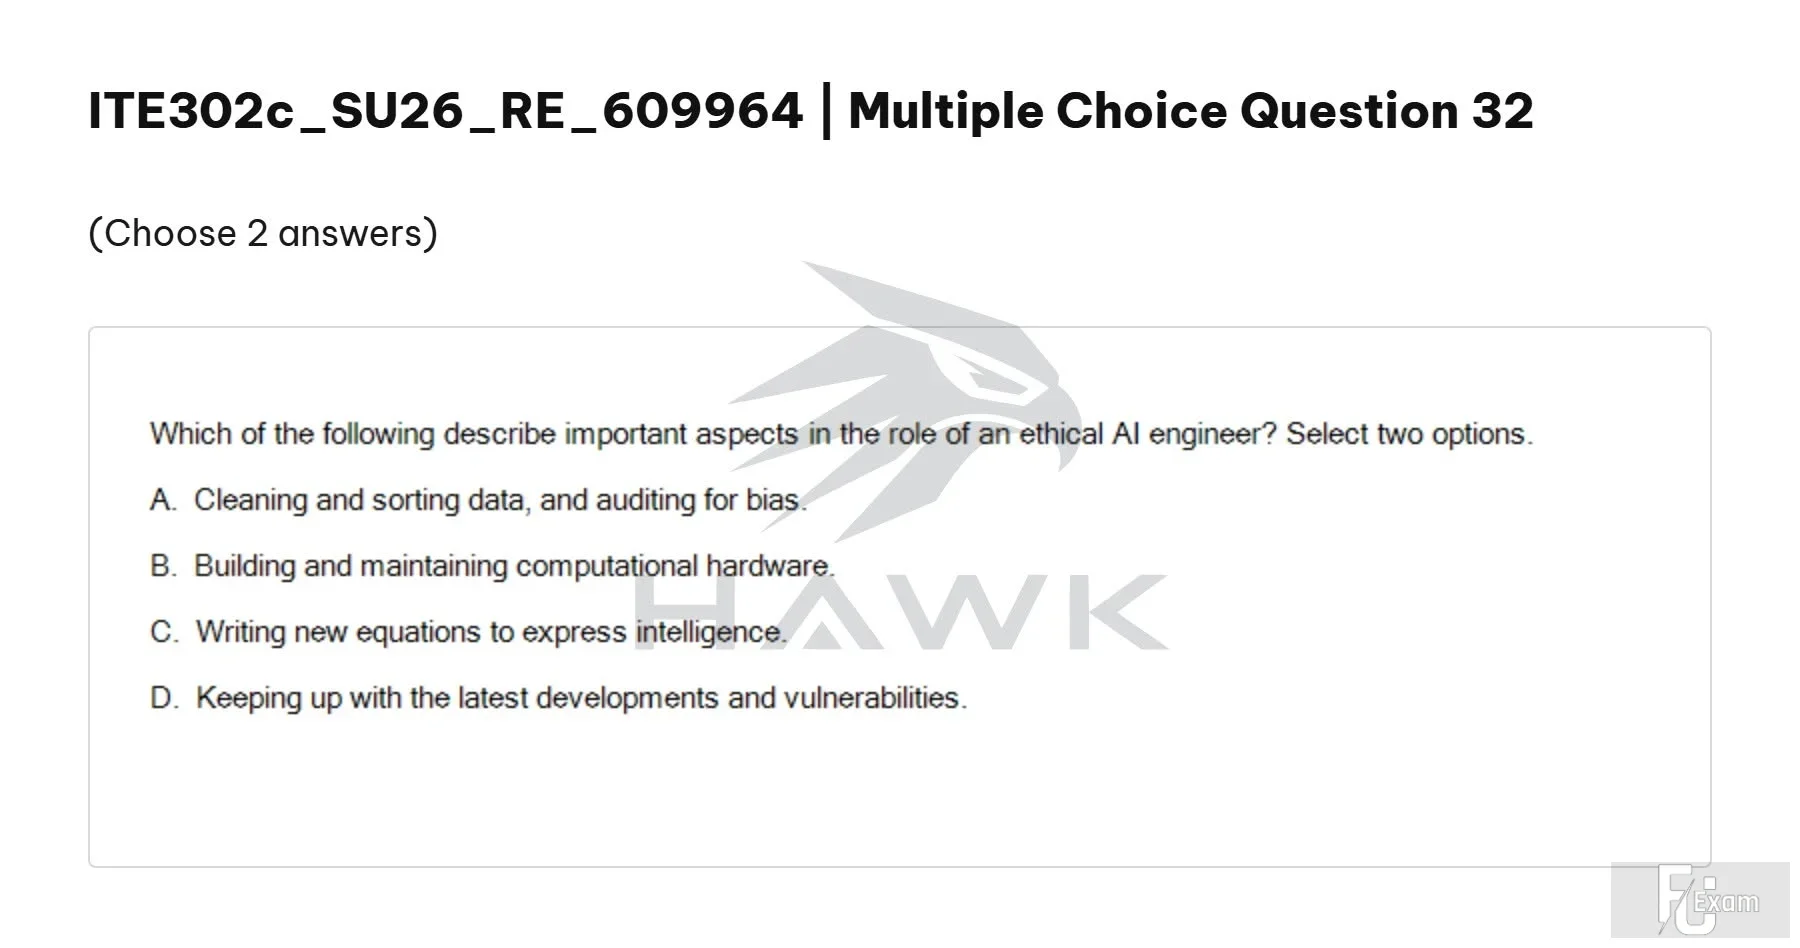 ITE302c_SU26_RE_609964 | Multiple Choice Question 32
(Choose 2 answers)
Which of the following describe important aspects in the role of an ethical AI engineer? Select two options.
A. Cleaning and sorting data, and auditing for bias.
B. Building and maintaining computational hardware.
C. Writing new equations to express intelligence.
D. Keeping up with the latest developments and vulnerabilities.
HAWK
FU Exam